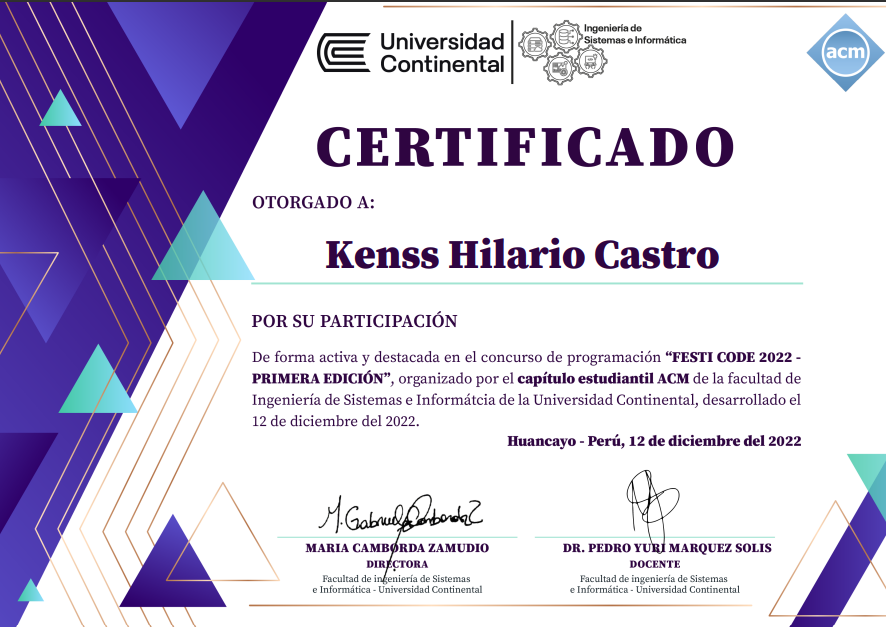 Universidad
Continental
Ingeniería de
Sistemas e Informática
acm
CERTIFICADO
OTORGADO A:
Kenss Hilario Castro
POR SU PARTICIPACIÓN
De forma activa y destacada en el concurso de programación “FESTI CODE 2022 -
PRIMERA EDICIÓN”, organizado por el capítulo estudiantil ACM de la facultad de
Ingeniería de Sistemas e Informátcia de la Universidad Continental, desarrollado el
12 de diciembre del 2022.
Huancayo - Perú, 12 de diciembre del 2022
M. Gabriela Camborda Z
MARIA CAMBORDA ZAMUDIO
DIRECTORA
Facultad de ingeniería de Sistemas
e Informática - Universidad Continental
DR. PEDRO YURI MARQUEZ SOLIS
DOCENTE
Facultad de ingeniería de Sistemas
e Informática - Universidad Continental